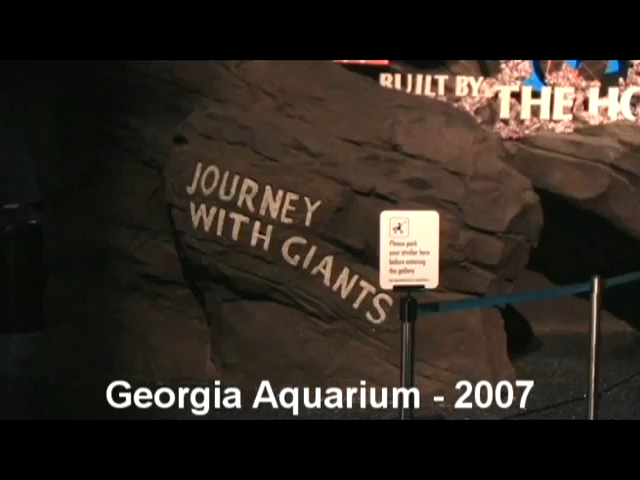 BUILT BY
THE HO
JOURNEY
WITH GIANTS
Please park
your stroller here
before entering
the gallery
Georgia Aquarium - 2007